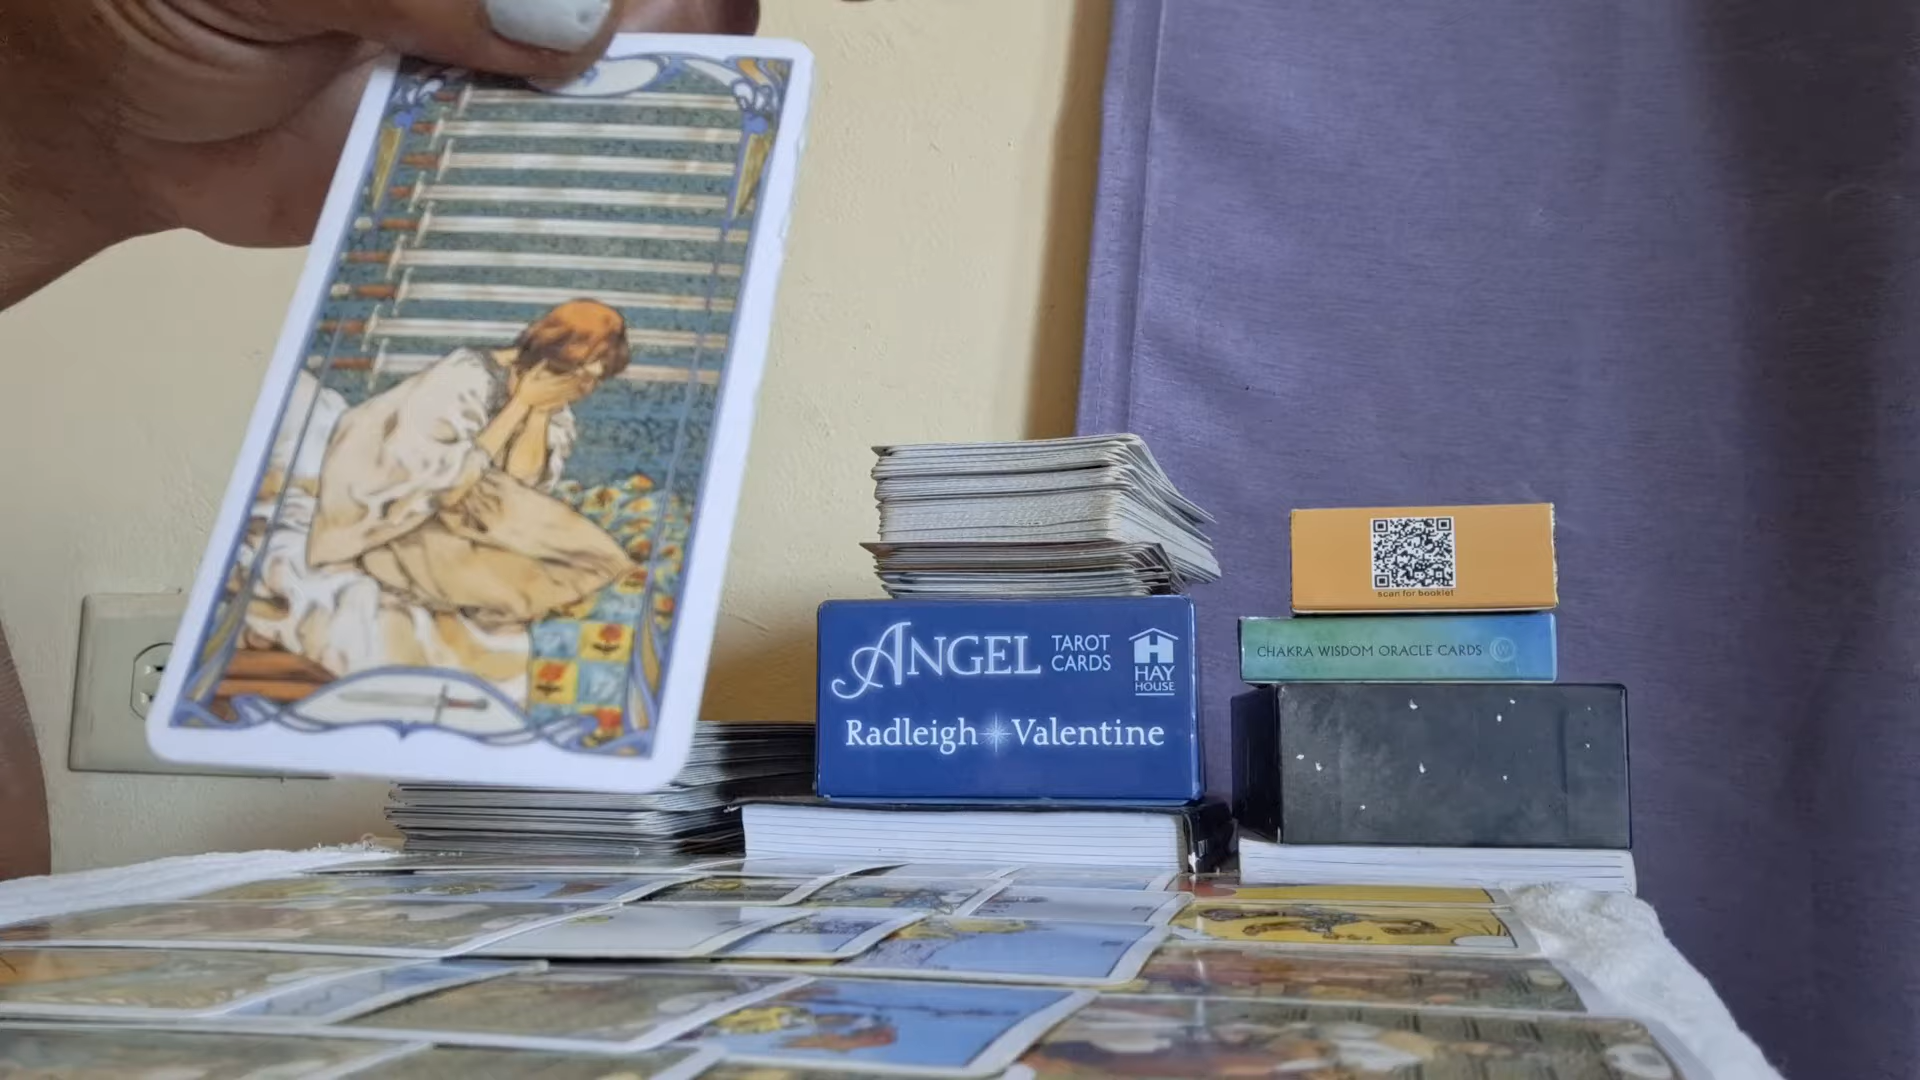 ANGEL
TAROT
CARDS
HAY
HOUSE
Radleigh Valentine
scan for booklet
CHAKRA WISDOM ORACLE CARDS